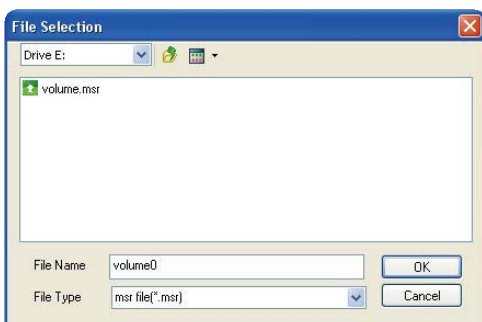 File Selection
Drive E:
volume.msr
File Name volume0 OK
File Type msr file(*.msr) Cancel